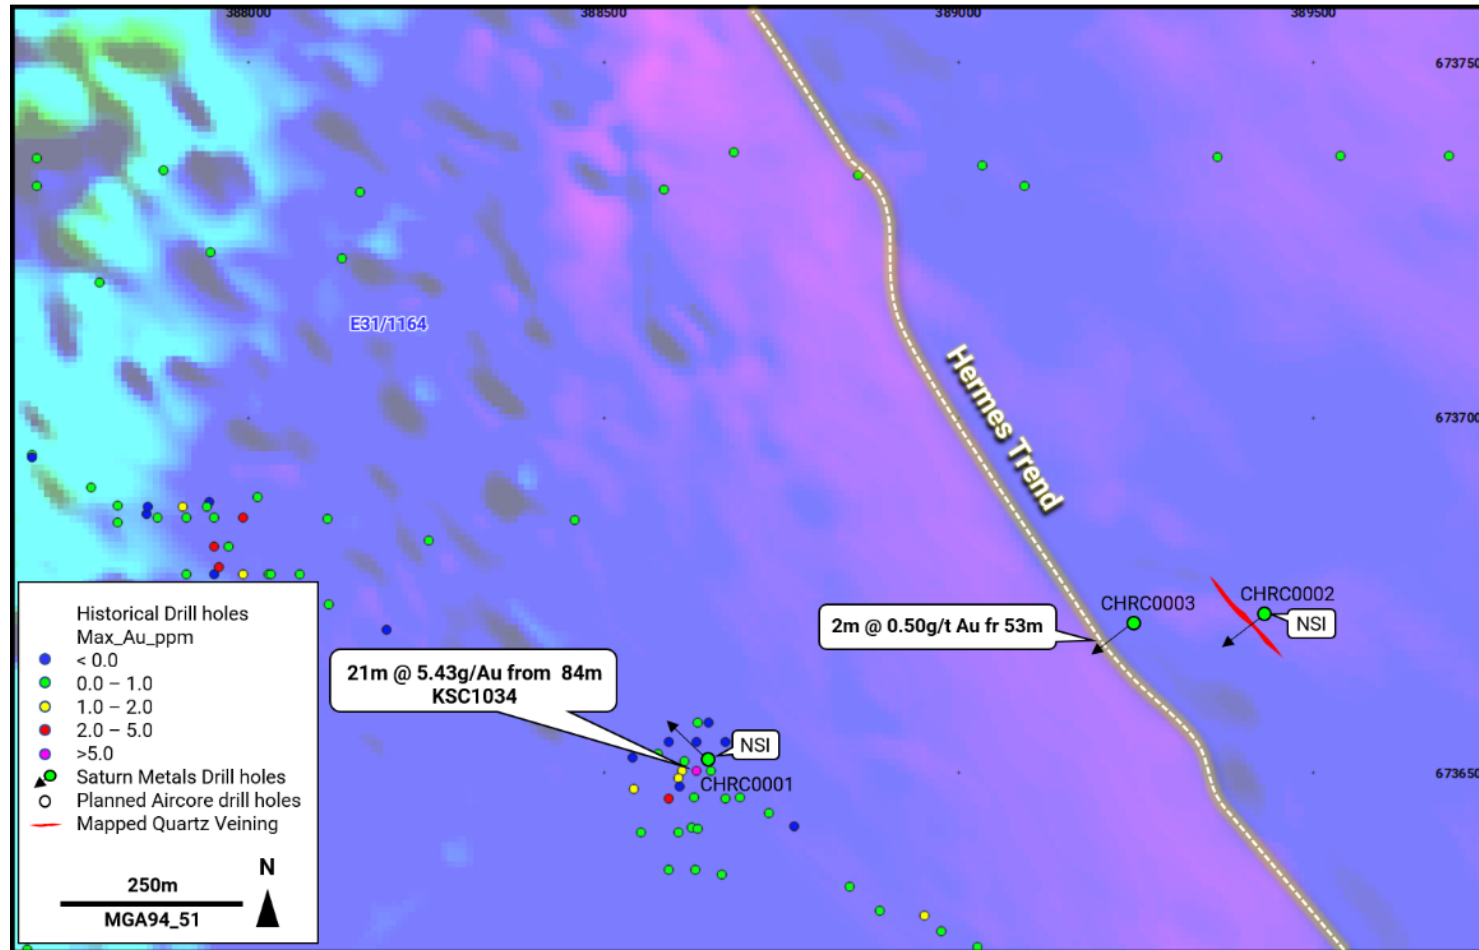 388000
388500
389000
389500
673750
E31/1164
Hermes Trend
673700
CHRC0003
CHRC0002
NSI
2m @ 0.50g/t Au fr 53m
21m @ 5.43g/Au from 84m
KSC1034
NSI
CHRC0001
673650
Historical Drill holes
Max_Au_ppm
< 0.0
0.0 – 1.0
1.0 – 2.0
2.0 – 5.0
>5.0
Saturn Metals Drill holes
Planned Aircore drill holes
Mapped Quartz Veining
250m
MGA94_51
N